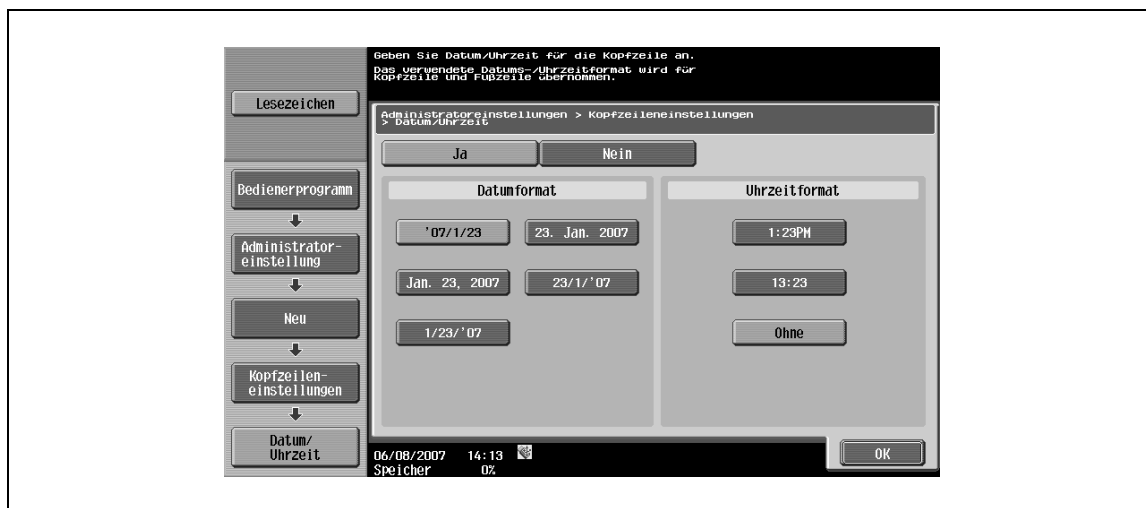 Geben Sie Datum/Uhrzeit für die Kopfzeile an.
Das verwendete Datums-/Uhrzeitformat wird für
Kopfzeile und Fußzeile übernommen.
Lesezeichen
Administratoreinstellungen > Kopfzeileneinstellungen
> Datum/Uhrzeit
Ja
Nein
Bedienerprogramm
Administrator-
einstellung
Neu
Kopfzeilen-
einstellungen
Datum/
Uhrzeit
Datumformat
'07/1/23
23. Jan. 2007
Jan. 23, 2007
23/1/'07
1/23/'07
Uhrzeitformat
1:23PM
13:23
Ohne
06/08/2007 14:13
Speicher 0%
OK